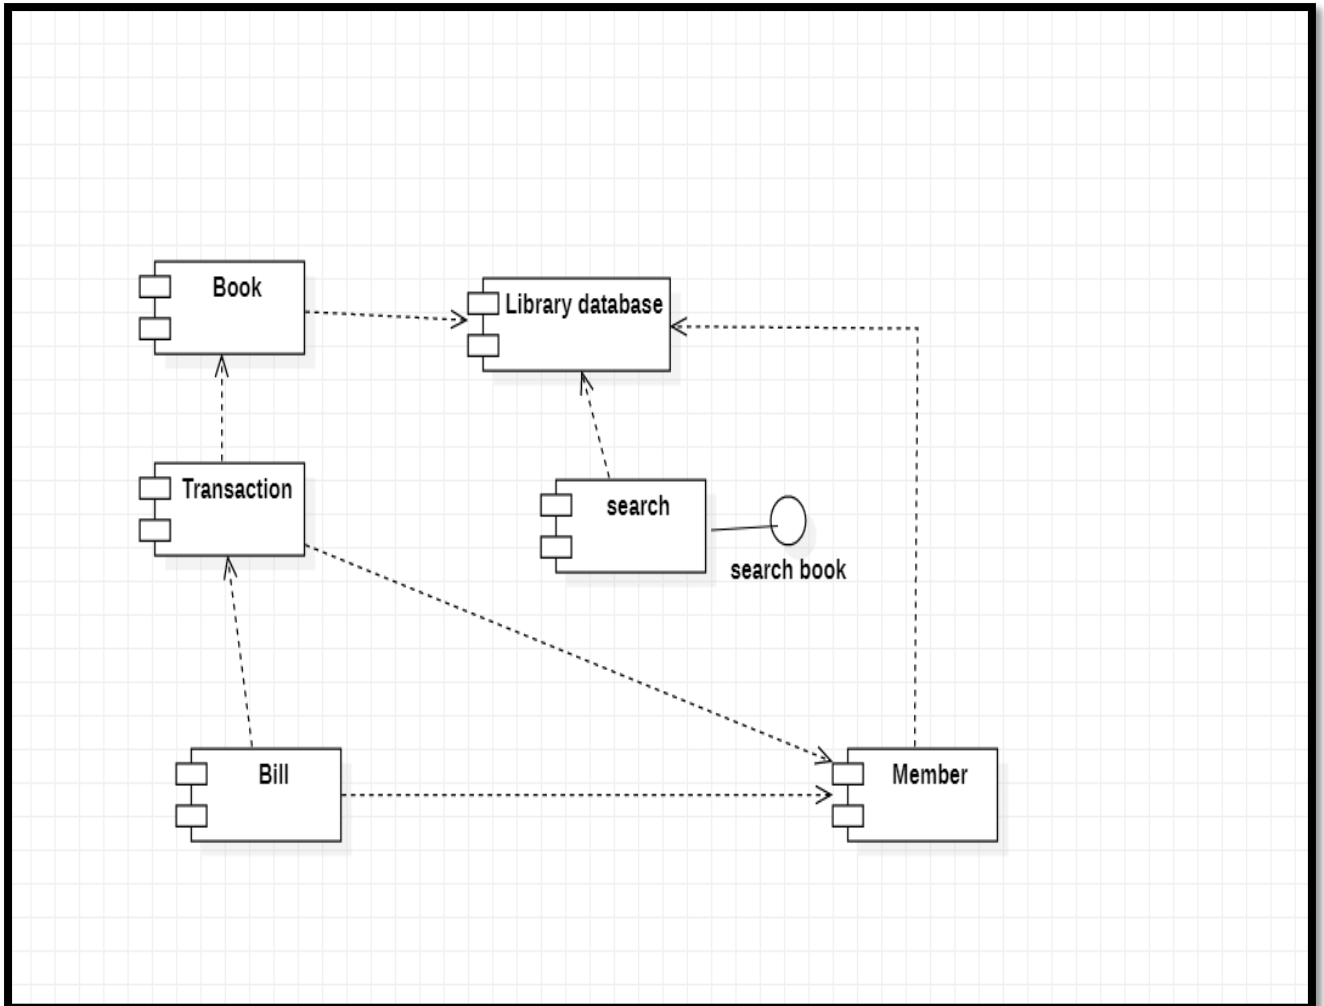 Book
Library database
Transaction
search
search book
Bill
Member